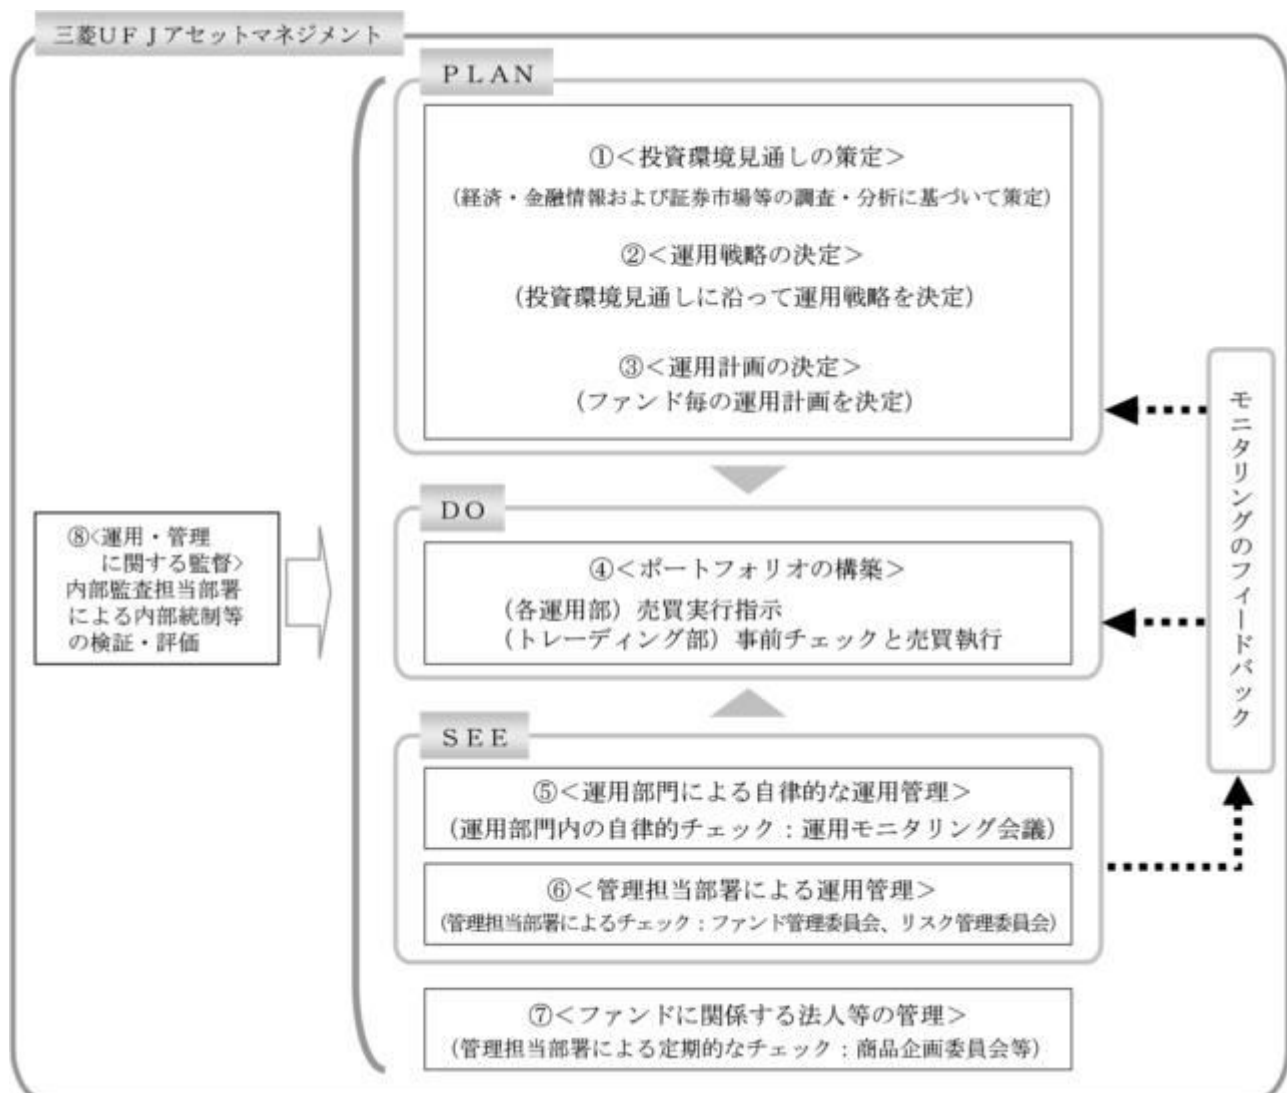 三菱ＵＦＪアセットマネジメント
ＰＬＡＮ
①＜投資環境見通しの策定＞
(経済・金融情報および証券市場等の調査・分析に基づいて策定)
②＜運用戦略の決定＞
(投資環境見通しに沿って運用戦略を決定)
③＜運用計画の決定＞
(ファンド毎の運用計画を決定)
ＤＯ
④＜ポートフォリオの構築＞
(各運用部) 売買実行指示
(トレーディング部) 事前チェックと売買執行
ＳＥＥ
⑤＜運用部門による自律的な運用管理＞
(運用部門内の自律的チェック：運用モニタリング会議)
⑥＜管理担当部署による運用管理＞
(管理担当部署によるチェック：ファンド管理委員会、リスク管理委員会)
⑦＜ファンドに関係する法人等の管理＞
(管理担当部署による定期的なチェック：商品企画委員会等)
⑧<運用・管理
に関する監督>
内部監査担当部署
による内部統制等
の検証・評価
モニタリングのフィードバック